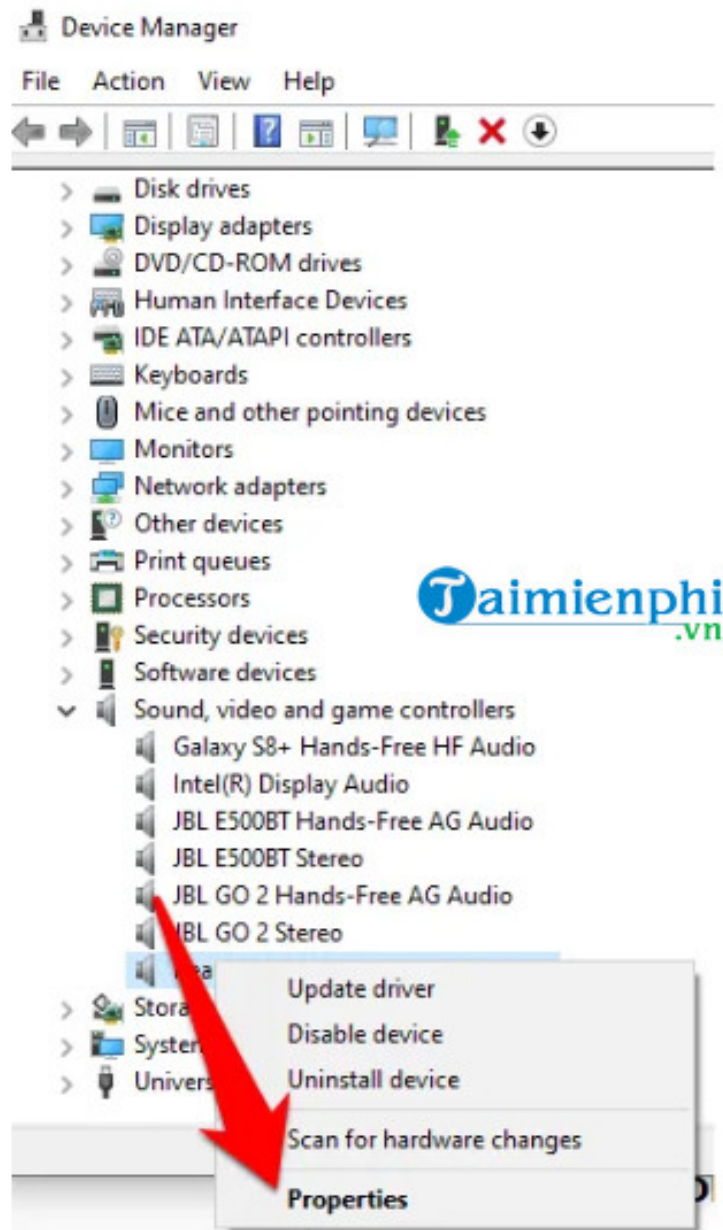 Device Manager
File Action View Help
Disk drives
Display adapters
DVD/CD-ROM drives
Human Interface Devices
IDE ATA/ATAPI controllers
Keyboards
Mice and other pointing devices
Monitors
Network adapters
Other devices
Print queues
Processors
Taimienphi
.vn
Security devices
Software devices
Sound, video and game controllers
Galaxy S8+ Hands-Free HF Audio
Intel(R) Display Audio
JBL E500BT Hands-Free AG Audio
JBL E500BT Stereo
JBL GO 2 Hands-Free AG Audio
JBL GO 2 Stereo
Update driver
Disable device
Uninstall device
Scan for hardware changes
Properties